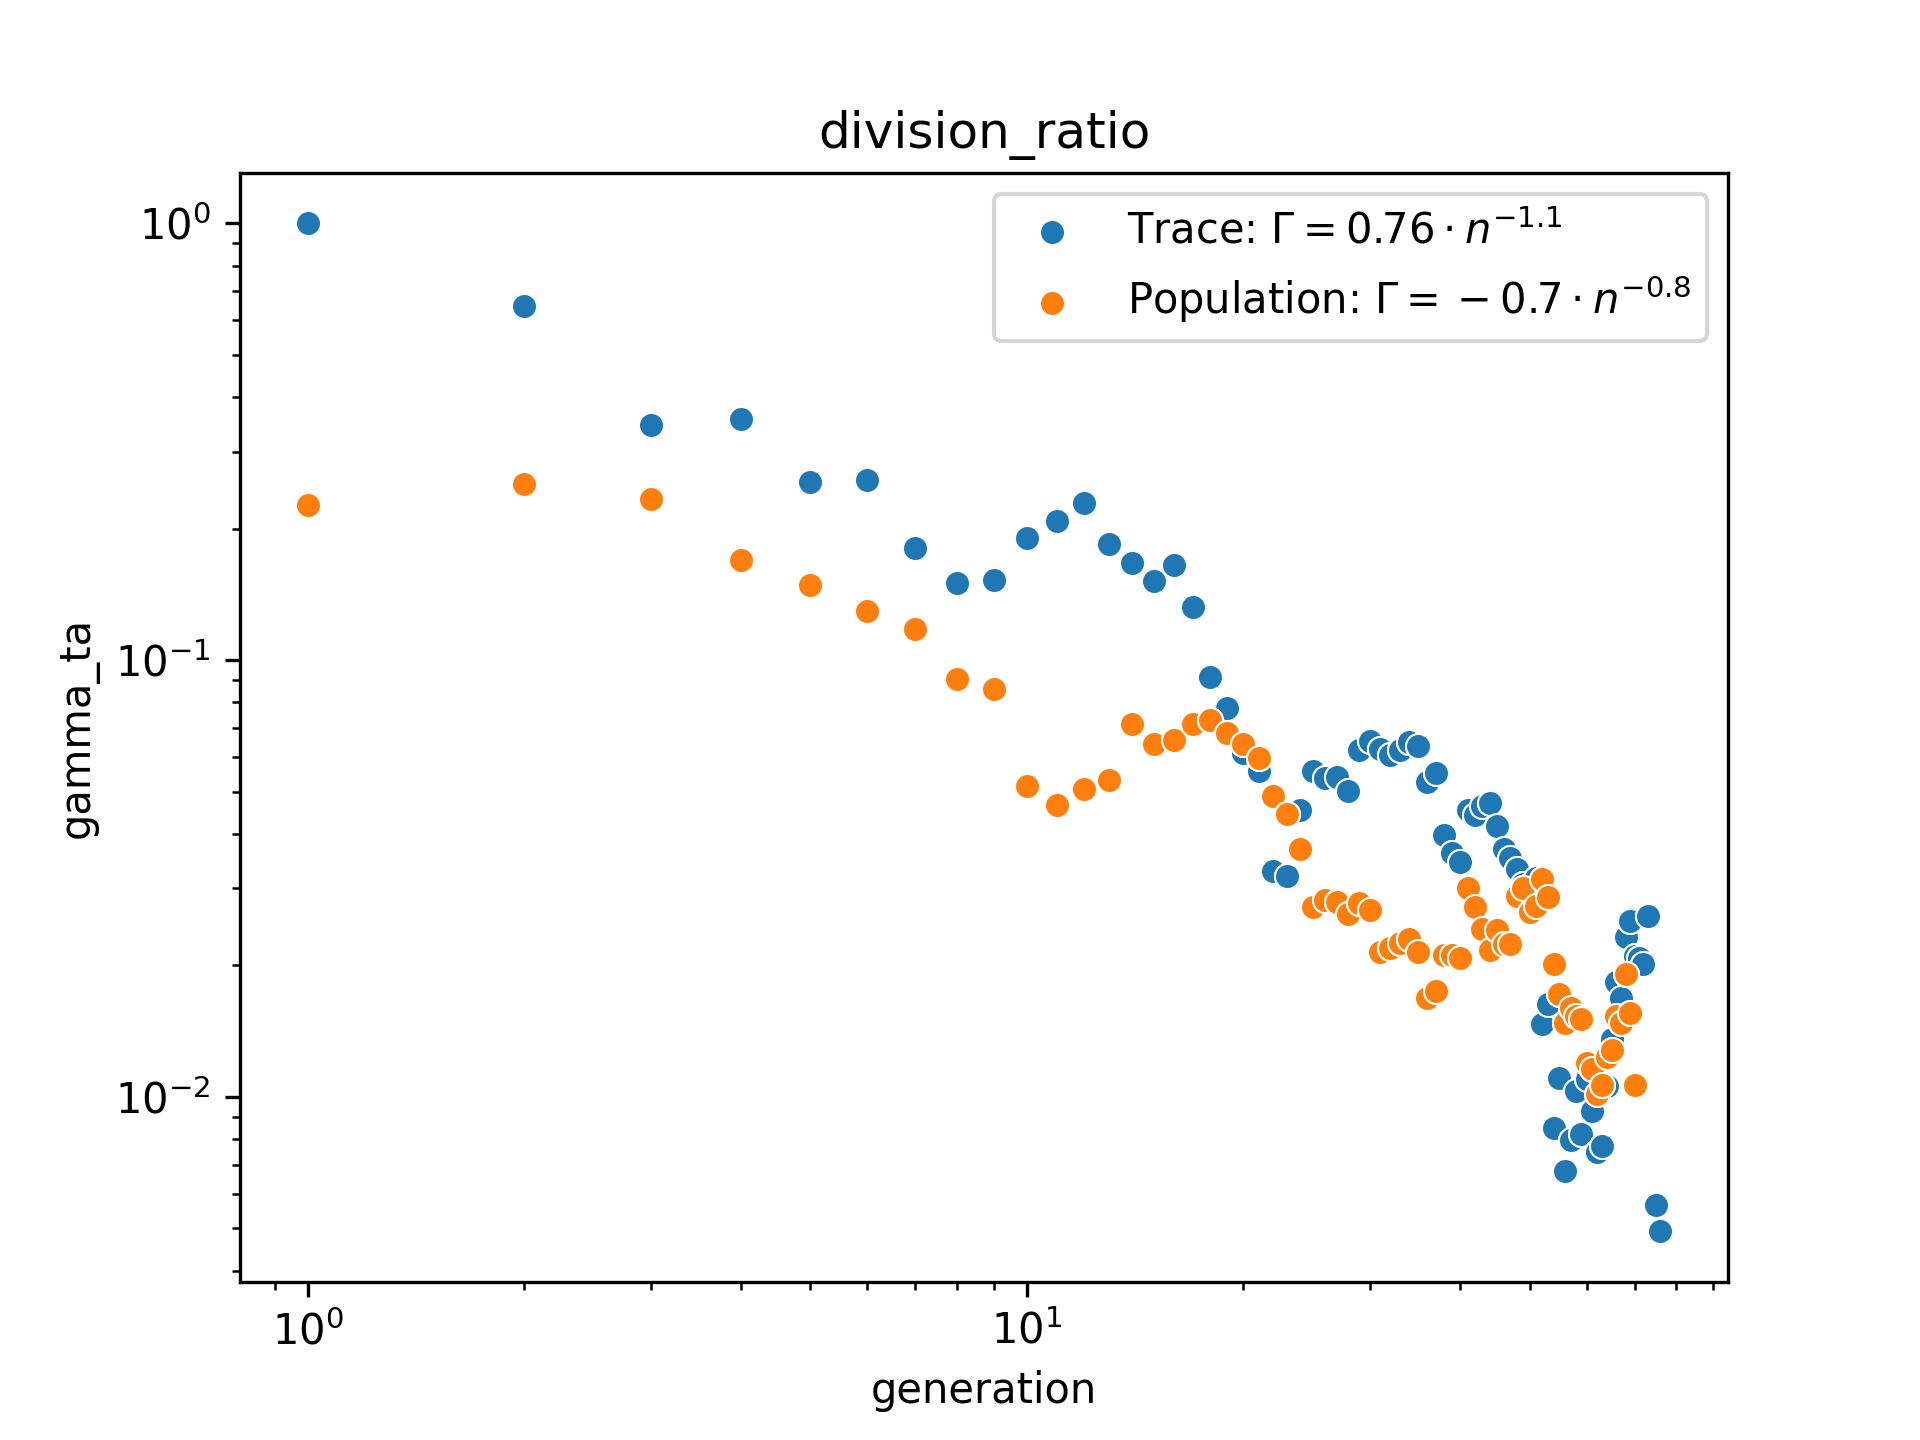 division_ratio
Trace: Γ = 0.76 · n^{−1.1}
Population: Γ = − 0.7 · n^{−0.8}
10^0
10^{−1}
10^{−2}
gamma_ta
10^0 10^1
generation